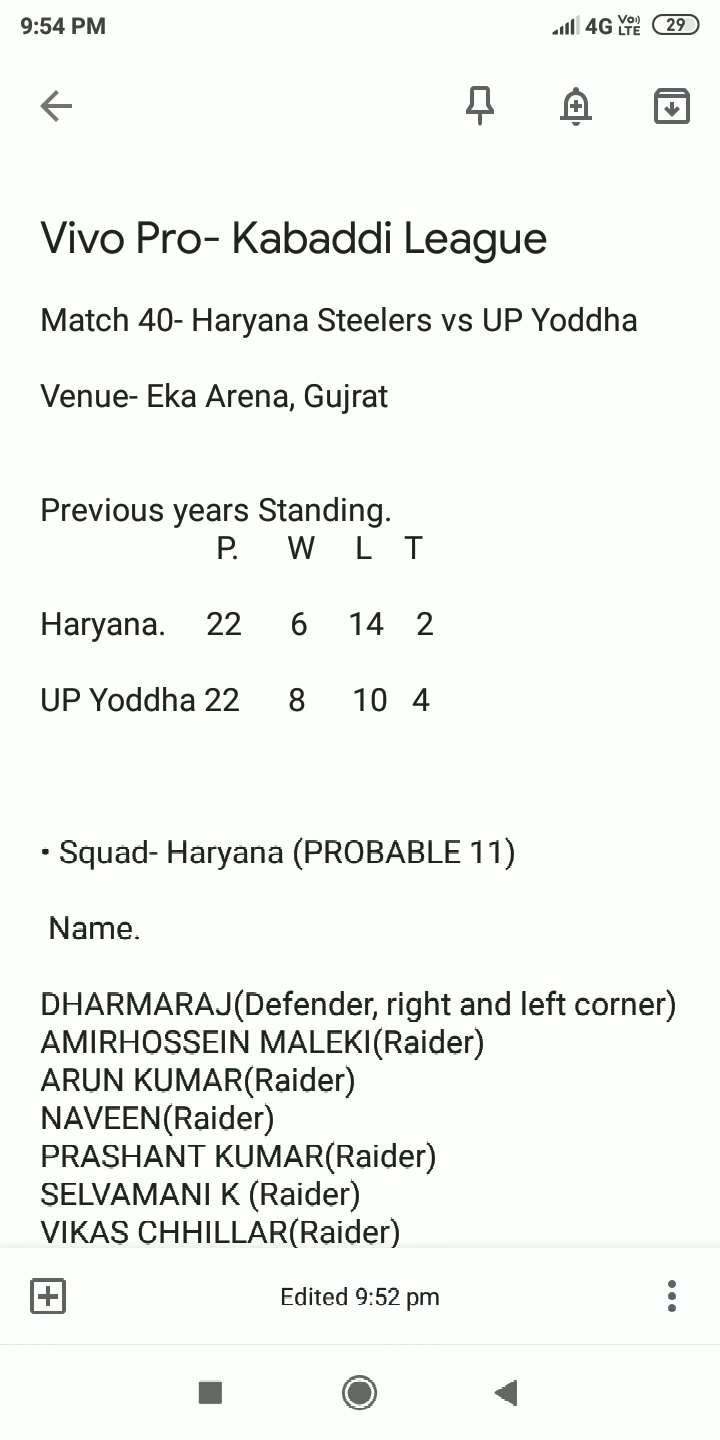 9:54 PM
4G Vo) LTE 29
Vivo Pro- Kabaddi League
Match 40- Haryana Steelers vs UP Yoddha
Venue- Eka Arena, Gujrat
Previous years Standing.
P. W L T
Haryana. 22 6 14 2
UP Yoddha 22 8 10 4
• Squad- Haryana (PROBABLE 11)
Name.
DHARMARAJ(Defender, right and left corner)
AMIRHOSSEIN MALEKI(Raider)
ARUN KUMAR(Raider)
NAVEEN(Raider)
PRASHANT KUMAR(Raider)
SELVAMANI K (Raider)
VIKAS CHHILLAR(Raider)
Edited 9:52 pm